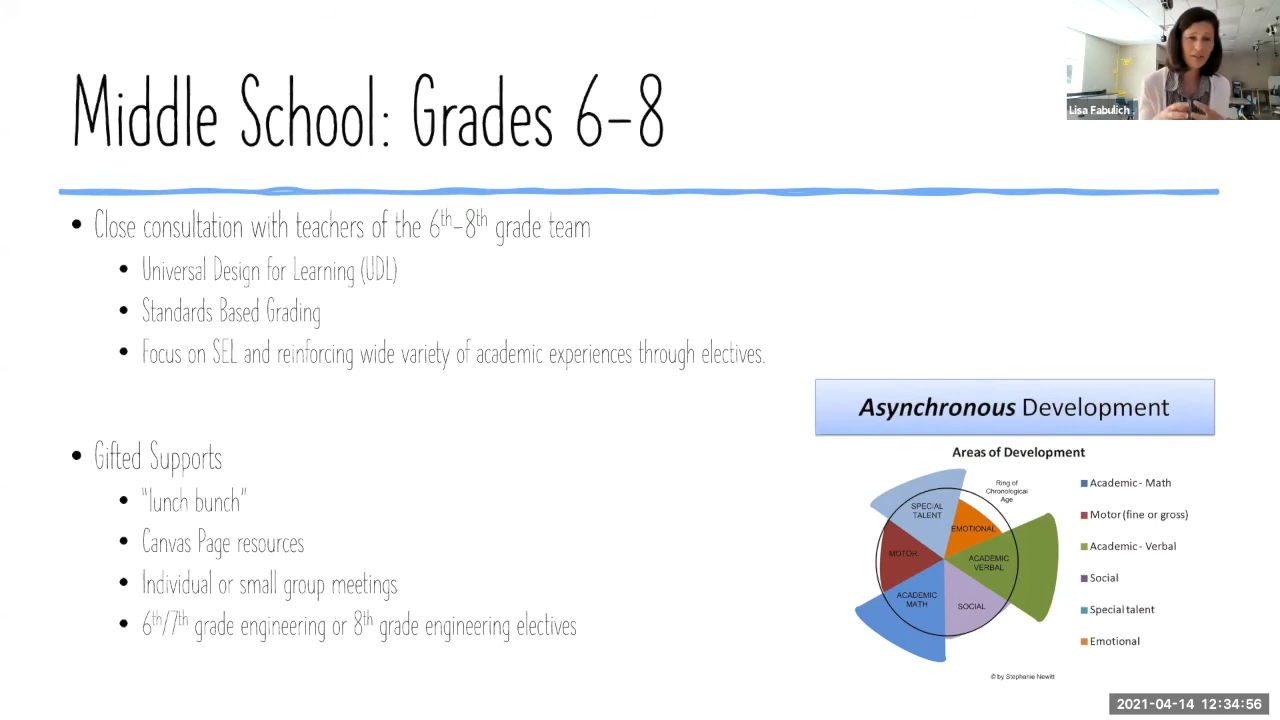 Lisa Fabulich
Middle School: Grades 6-8
• Close consultation with teachers of the 6th-8th grade team
• Universal Design for Learning (UDL)
• Standards Based Grading
• Focus on SEL and reinforcing wide variety of academic experiences through electives.
• Gifted Supports
• "lunch bunch"
• Canvas Page resources
• Individual or small group meetings
• 6th/7th grade engineering or 8th grade engineering electives
Asynchronous Development
Areas of Development
Ring of
Chronological
Age
SPECIAL
TALENT
EMOTIONAL
MOTOR
ACADEMIC
VERBAL
ACADEMIC
MATH
SOCIAL
Academic - Math
Motor (fine or gross)
Academic - Verbal
Social
Special talent
Emotional
© by Stephanie Newitt
2021-04-14 12:34:56